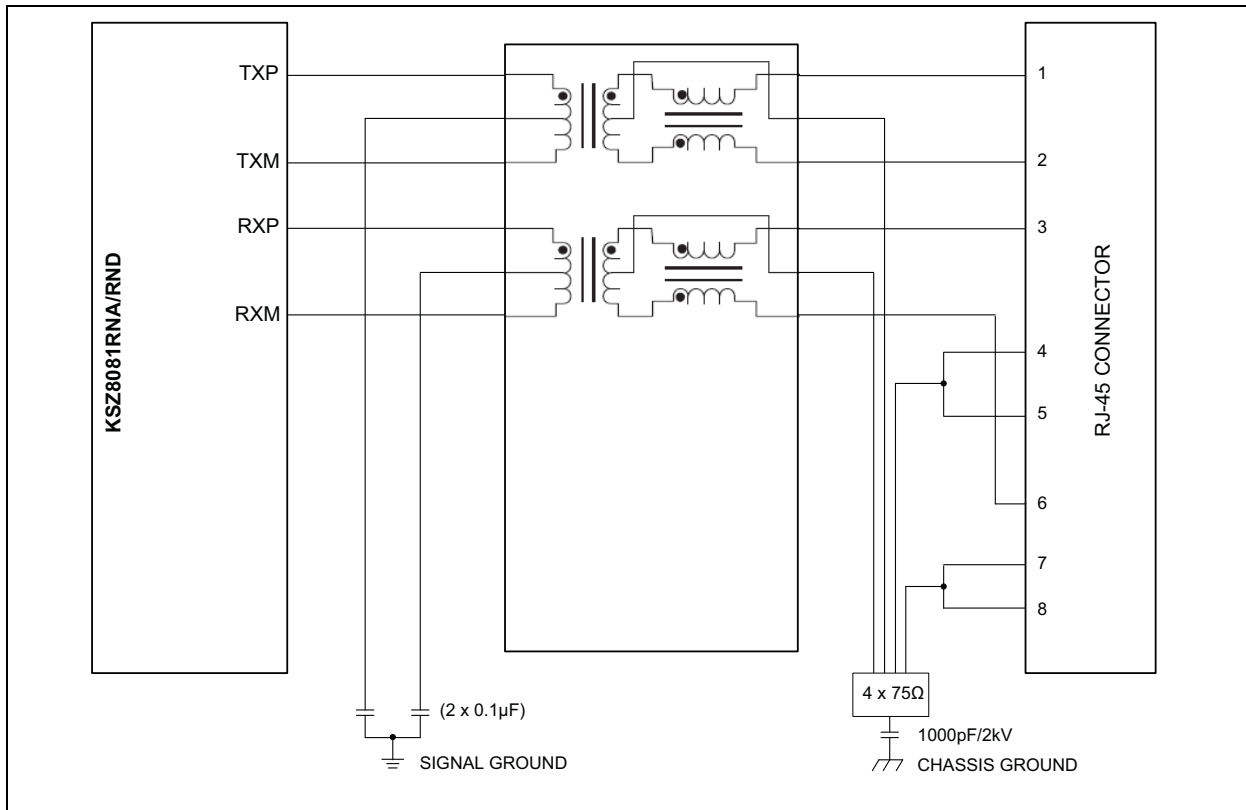 KSZ8081RNA/RND
TXP
TXM
RXP
RXM
1
2
3
4
5
6
7
8
RJ-45 CONNECTOR
(2 x 0.1µF)
SIGNAL GROUND
4 x 75Ω
1000pF/2kV
CHASSIS GROUND